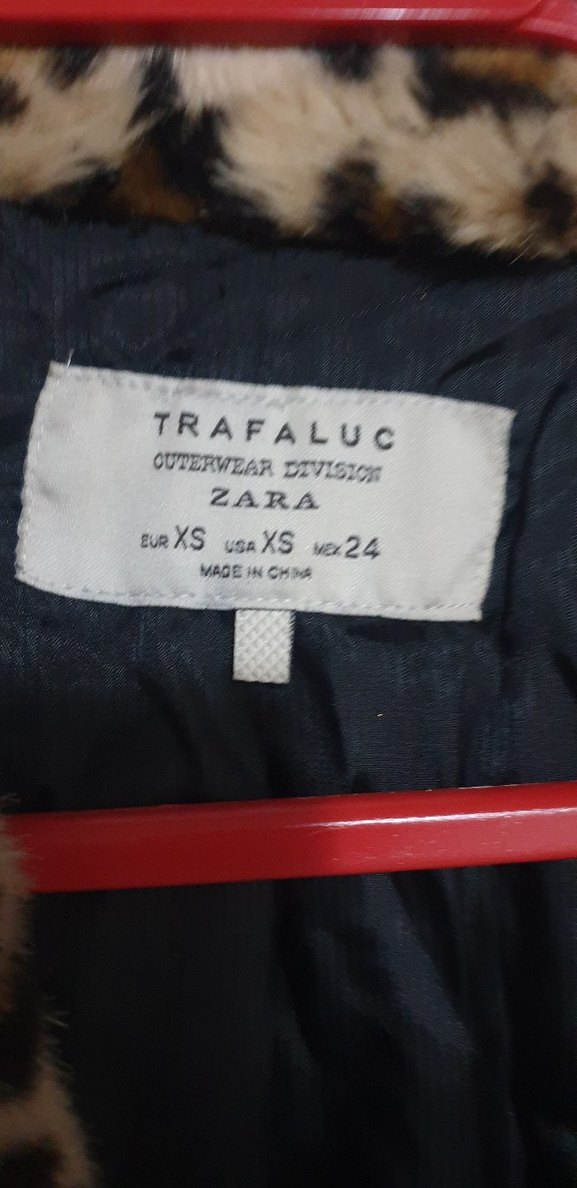 TRAFALUC
OUTERWEAR DIVISION
ZARA
EUR XS USA XS MEX 24
MADE IN CHINA